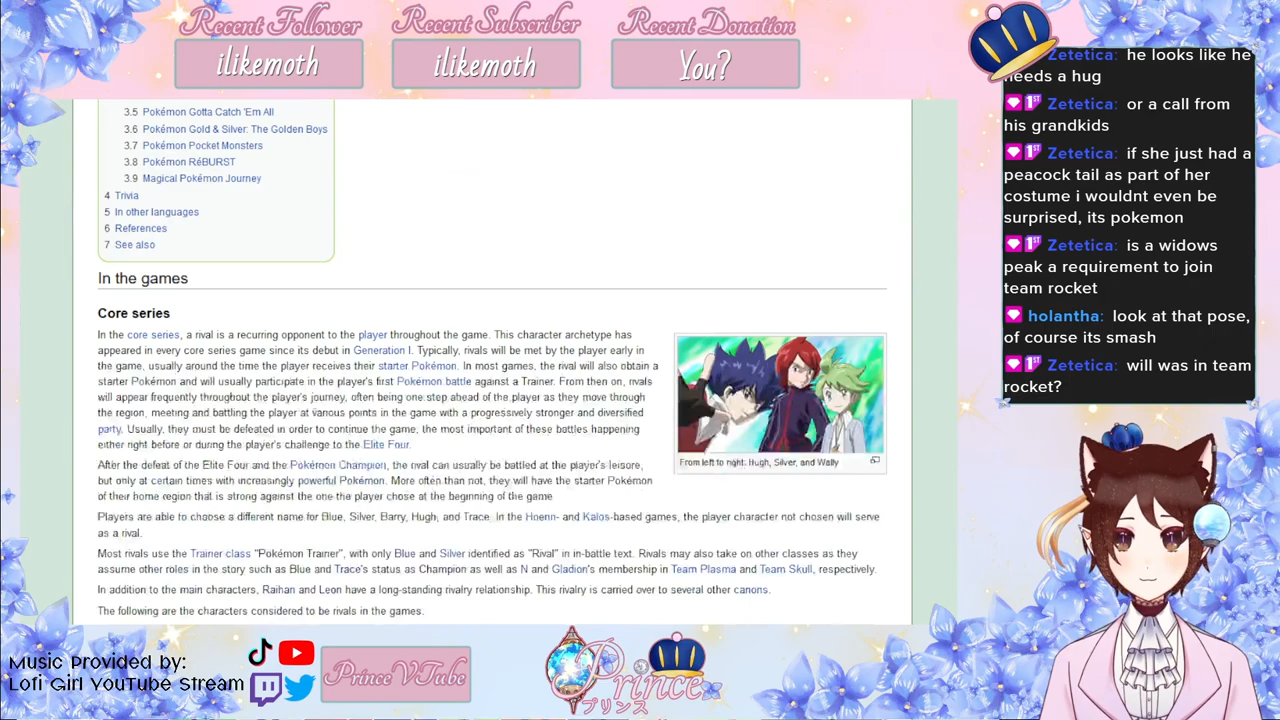 Recent Follower
ilikemoth
Recent Subscriber
ilikemoth
Recent Donation
You?
3.5 Pokémon Gotta Catch 'Em All
3.6 Pokémon Gold & Silver: The Golden Boys
3.7 Pokémon Pocket Monsters
3.8 Pokémon RéBURST
3.9 Magical Pokémon Journey
4 Trivia
5 In other languages
6 References
7 See also
In the games
Core series
In the core series, a rival is a recurring opponent to the player throughout the game. This character archetype has
appeared in every core series game since its debut in Generation I. Typically, rivals will be met by the player early in
the game, usually around the time the player receives their starter Pokémon. In most games, the rival will also obtain a
starter Pokémon and will usually participate in the player's first Pokémon battle against a Trainer. From then on, rivals
will appear frequently throughout the player's journey, often being one step ahead of the player as they move through
the region, meeting and battling the player at various points in the game with a progressively stronger and diversified
party. Usually, they must be defeated in order to continue the game, the most important of these battles happening
either right before or during the player's challenge to the Elite Four.
After the defeat of the Elite Four and the Pokémon Champion, the rival can usually be battled at the player's leisure,
but only at certain times with increasingly powerful Pokémon. More often than not, they will have the starter Pokémon
of their home region that is strong against the one the player chose at the beginning of the game
Players are able to choose a different name for Blue, Silver, Barry, Hugh, and Trace. In the Hoenn- and Kalos-based games, the player character not chosen will serve
as a rival.
Most rivals use the Trainer class "Pokémon Trainer", with only Blue and Silver identified as "Rival" in in-battle text. Rivals may also take on other classes as they
assume other roles in the story such as Blue and Trace's status as Champion as well as N and Gladion's membership in Team Plasma and Team Skull, respectively.
In addition to the main characters, Raihan and Leon have a long-standing rivalry relationship. This rivalry is carried over to several other canons.
The following are the characters considered to be rivals in the games.
From left to right: Hugh, Silver, and Wally
Zetetica: he looks like he
needs a hug
1ST Zetetica: or a call from
his grandkids
1ST Zetetica: if she just had a
peacock tail as part of her
costume i wouldnt even be
surprised, its pokemon
1ST Zetetica: is a widows
peak a requirement to join
team rocket
holantha: look at that pose,
of course its smash
1ST Zetetica: will was in team
rocket?
Music Provided by:
Lofi Girl YouTube Stream
Prince VTube
Prince
プリンス